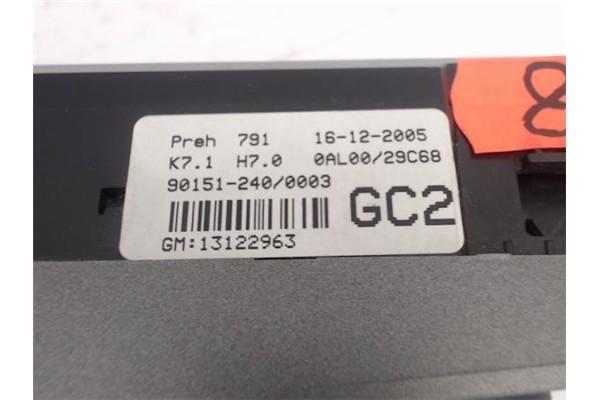 Preh 791 16-12-2005
K7.1 H7.0 0AL00/29C68
90151-240/0003
GC2
GM:13122963
8